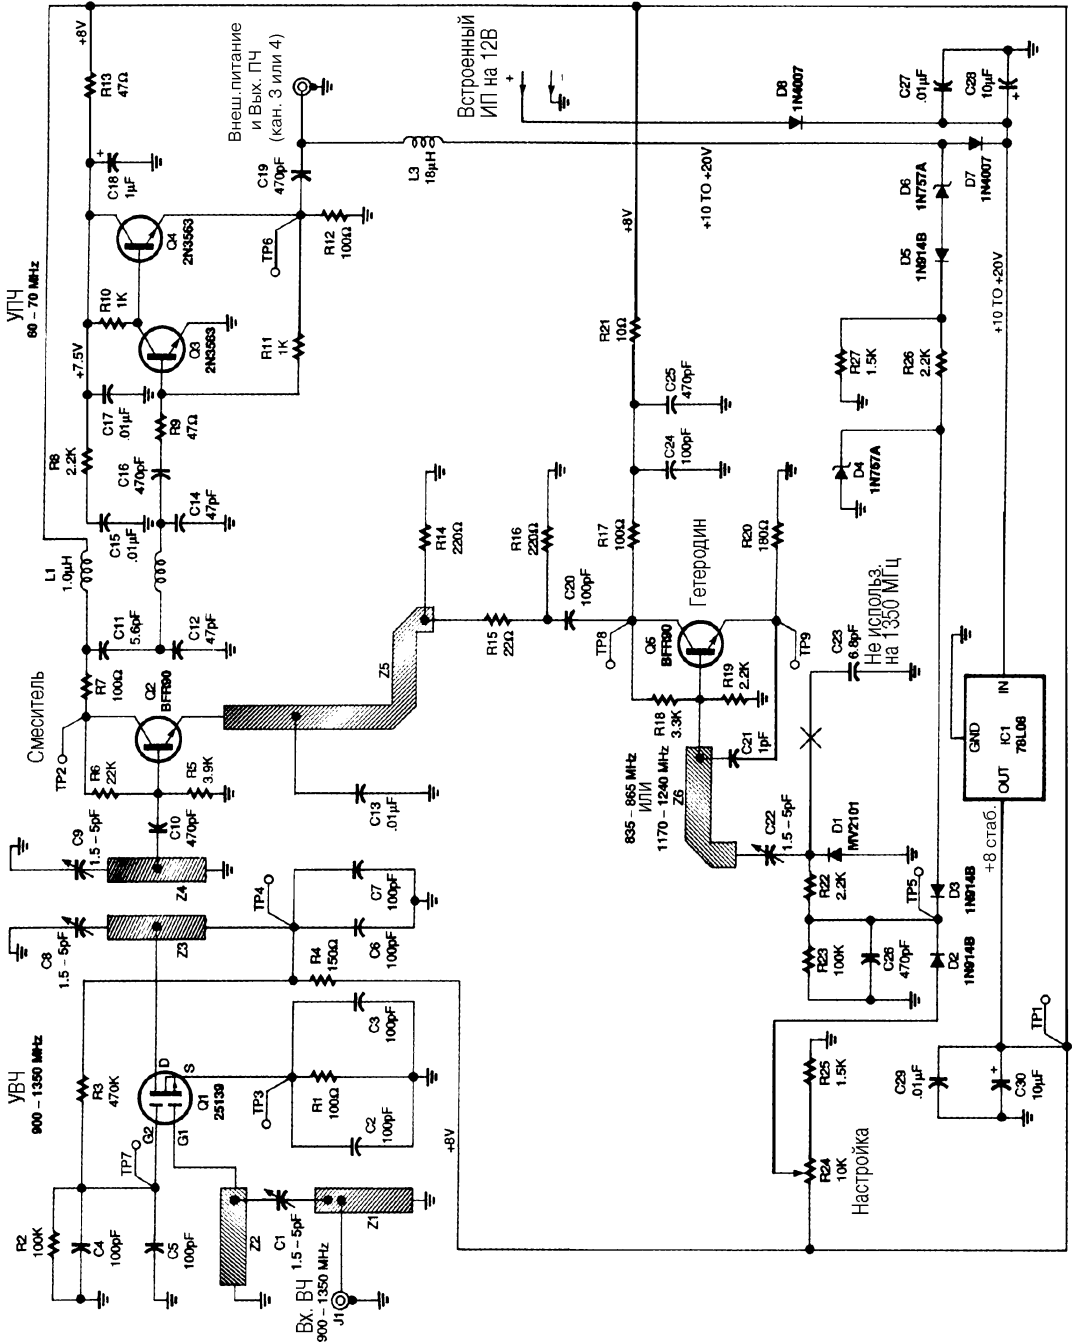 УВЧ
900 – 1350 MHz
Смеситель
УПЧ
60 – 70 MHz
R2
100K
C4
100pF
C5
100pF
TP7
G2
G1
D
S
Q1
25139
R3
470K
Z2
C1
1.5 – 5pF
Z1
Вх. ВЧ
900 – 1350 MHz
J1
TP3
R1
100Ω
C2
100pF
C3
100pF
+8V
R4
150Ω
TP4
C6
100pF
C7
100pF
C8
1.5 – 5pF
Z3
C9
1.5 – 5pF
Z4
C10
470pF
R5
3.9K
R6
22K
TP2
Q2
BFR90
R7
100Ω
C11
5.6pF
C12
47pF
L1
1.0μH
C13
.01μF
Z5
C15
.01μF
C14
47pF
R8
2.2K
C16
470pF
C17
.01μF
R9
47Ω
+7.5V
R10
1K
Q3
2N3563
Q4
2N3563
C18
1μF
+
R13
47Ω
+8V
R11
1K
TP6
R12
100Ω
C19
470pF
Внеш.питание
и Вых. ПЧ
(кан. 3 или 4)
L3
18μH
R14
220Ω
R15
22Ω
R16
220Ω
C20
100pF
TP8
R17
100Ω
C24
100pF
C25
470pF
R21
10Ω
+8V
Q5
BFR90
Гетеродин
R18
3.3K
R19
2.2K
R20
180Ω
TP9
C21
1pF
835 – 865 MHz
ИЛИ
1170 – 1240 MHz
Z6
C22
1.5 – 5pF
D1
MV2101
C23
6.8pF
Не использ.
на 1350 МГц
R22
2.2K
R23
100K
C26
470pF
TP5
D2
1N914B
D3
1N914B
R24
10K
Настройка
R25
1.5K
D4
1N757A
R27
1.5K
R26
2.2K
D5
1N914B
D6
1N757A
D7
1N4007
+10 TO +20V
+10 TO +20V
Встроенный
ИП на 12В
+
–
D8
1N4007
C27
.01μF
C28
10μF
+
GND
OUT
IN
IC1
78L08
+8 стаб.
C29
.01μF
C30
10μF
+
TP1